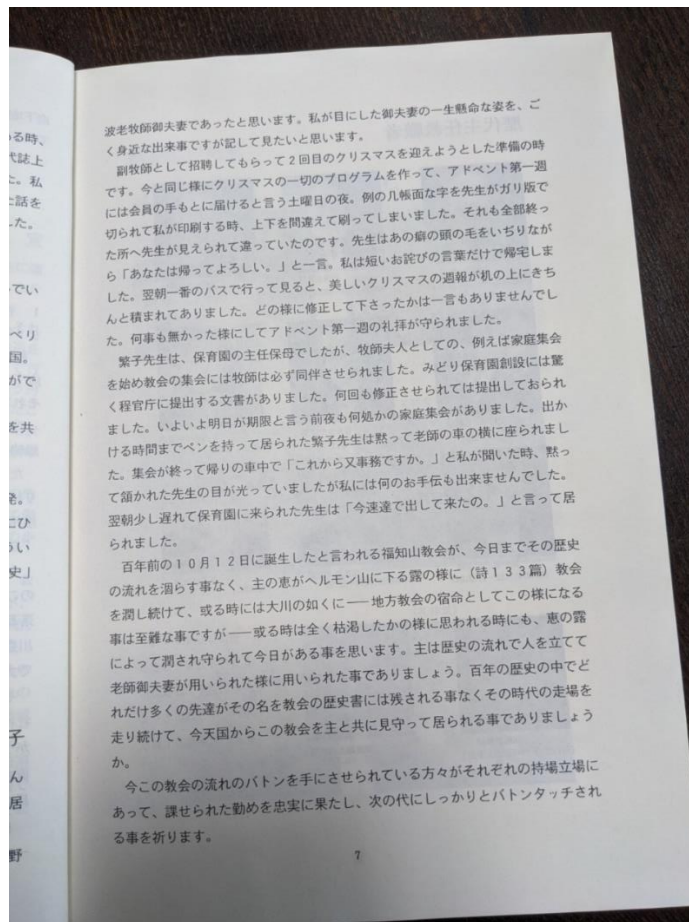 る時、
代誌上
た。私
た話を
した。
でい
ベリ
国。
がで
を共
発。
にひ
うい
史」
子
ん
居
野
波老牧師御夫妻であったと思います。私が目にした御夫妻の一生懸命な姿を、ご
く身近な出来事ですが記して見たいと思います。
副牧師として招聘してもらって2回目のクリスマスを迎えようとした準備の時
です。今と同じ様にクリスマスの一切のプログラムを作って、アドベント第一週
には会員の手もとに届けると言う土曜日の夜。例の几帳面な字を先生がガリ版で
切られて私が印刷する時、上下を間違えて刷ってしまいました。それも全部終っ
た所へ先生が見えられて違っていたのです。先生はあの癖の頭の毛をいぢりなが
ら「あなたは帰ってよろしい。」と一言。私は短いお詫びの言葉だけで帰宅しま
した。翌朝一番のバスで行って見ると、美しいクリスマスの週報が机の上にきち
んと積まれてありました。どの様に修正して下さったかは一言もありませんでし
た。何事も無かった様にしてアドベント第一週の礼拝が守られました。
繁子先生は、保育園の主任保母でしたが、牧師夫人としての、例えば家庭集会
を始め教会の集会には牧師は必ず同伴させられました。みどり保育園創設には驚
く程官庁に提出する文書がありました。何回も修正させられては提出しておられ
ました。いよいよ明日が期限と言う前夜も何処かの家庭集会がありました。出か
ける時間までペンを持って居られた繁子先生は黙って老師の車の横に座られまし
た。集会が終って帰りの車中で「これから又事務ですか。」と私が聞いた時、黙っ
て頷かれた先生の目が光っていましたが私には何のお手伝も出来ませんでした。
翌朝少し遅れて保育園に来られた先生は「今速達で出して来たの。」と言って居
られました。
百年前の10月12日に誕生したと言われる福知山教会が、今日までその歴史
の流れを涸らす事なく、主の恵がヘルモン山に下る露の様に（詩133篇）教会
を潤し続けて、或る時には大川の如くに――地方教会の宿命としてこの様になる
事は至難な事ですが――或る時は全く枯渇したかの様に思われる時にも、恵の露
によって潤され守られて今日がある事を思います。主は歴史の流れで人を立てて
老師御夫妻が用いられた様に用いられた事でありましょう。百年の歴史の中でど
れだけ多くの先達がその名を教会の歴史書には残される事なくその時代の走場を
走り続けて、今天国からこの教会を主と共に見守って居られる事でありましょう
か。
今この教会の流れのバトンを手にさせられている方々がそれぞれの持場立場に
あって、課せられた勤めを忠実に果たし、次の代にしっかりとバトンタッチされ
る事を祈ります。
7